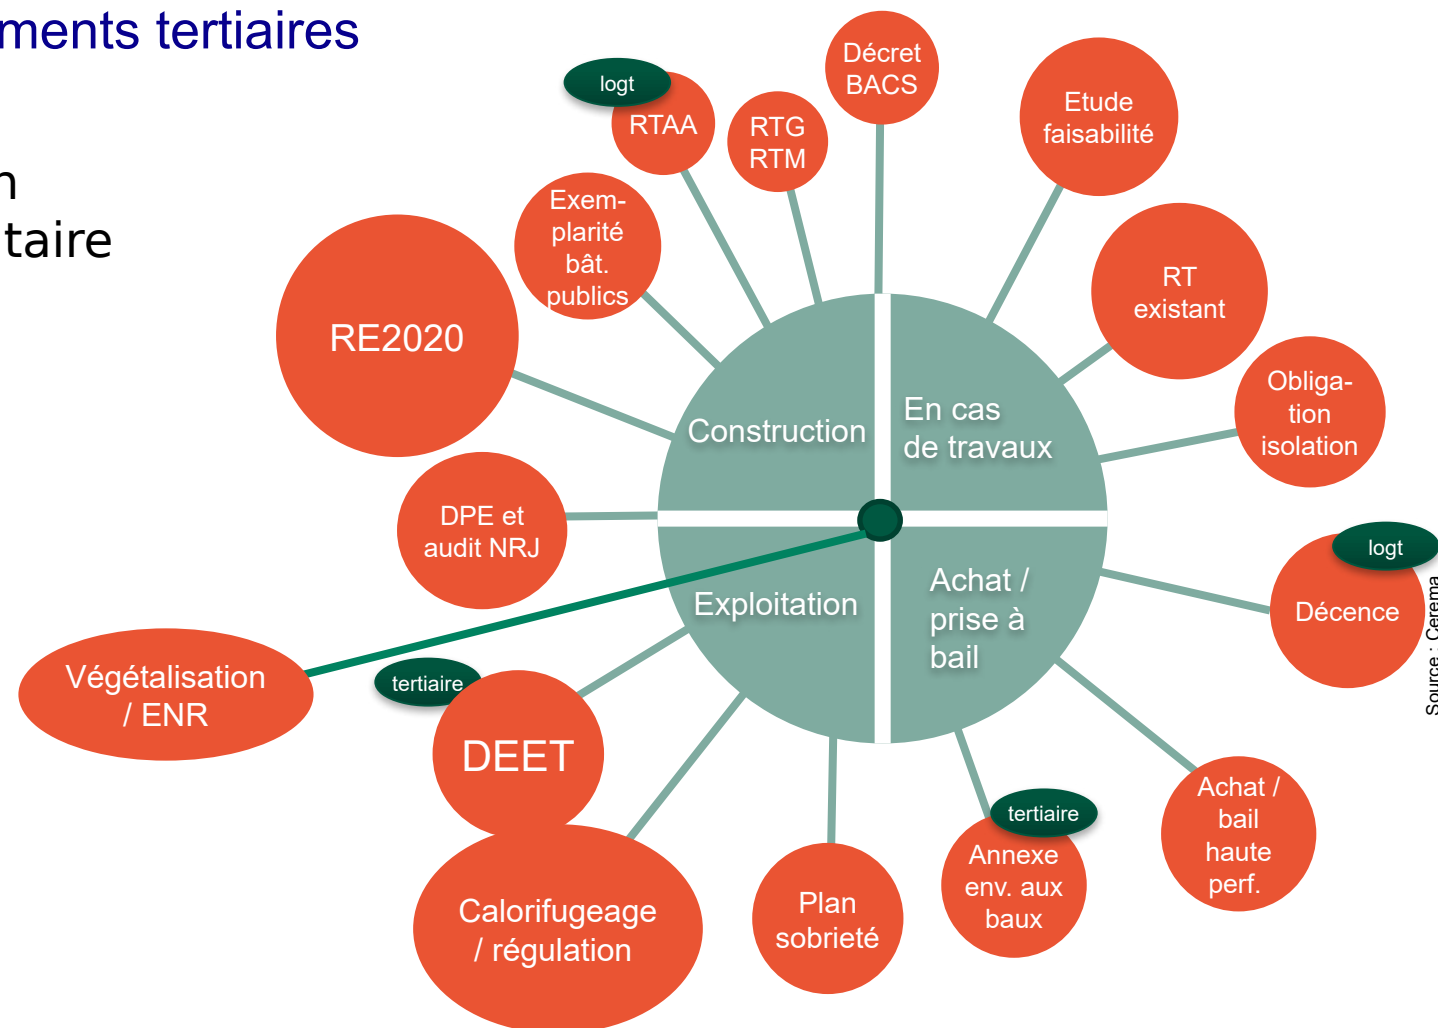 ments tertiaires
n
taire
logt
RTAA
RTG
RTM
Décret
BACS
Etude
faisabilité
Exem-
plarité
bât.
publics
RT
existant
RE2020
Obliga-
tion
isolation
Construction
En cas
de travaux
DPE et
audit NRJ
logt
Décence
Source : Cerema
Exploitation
Achat /
prise à
bail
Végétalisation
/ ENR
tertiaire
DEET
Achat /
bail
haute
perf.
tertiaire
Annexe
env. aux
baux
Plan
sobrieté
Calorifugeage
/ régulation